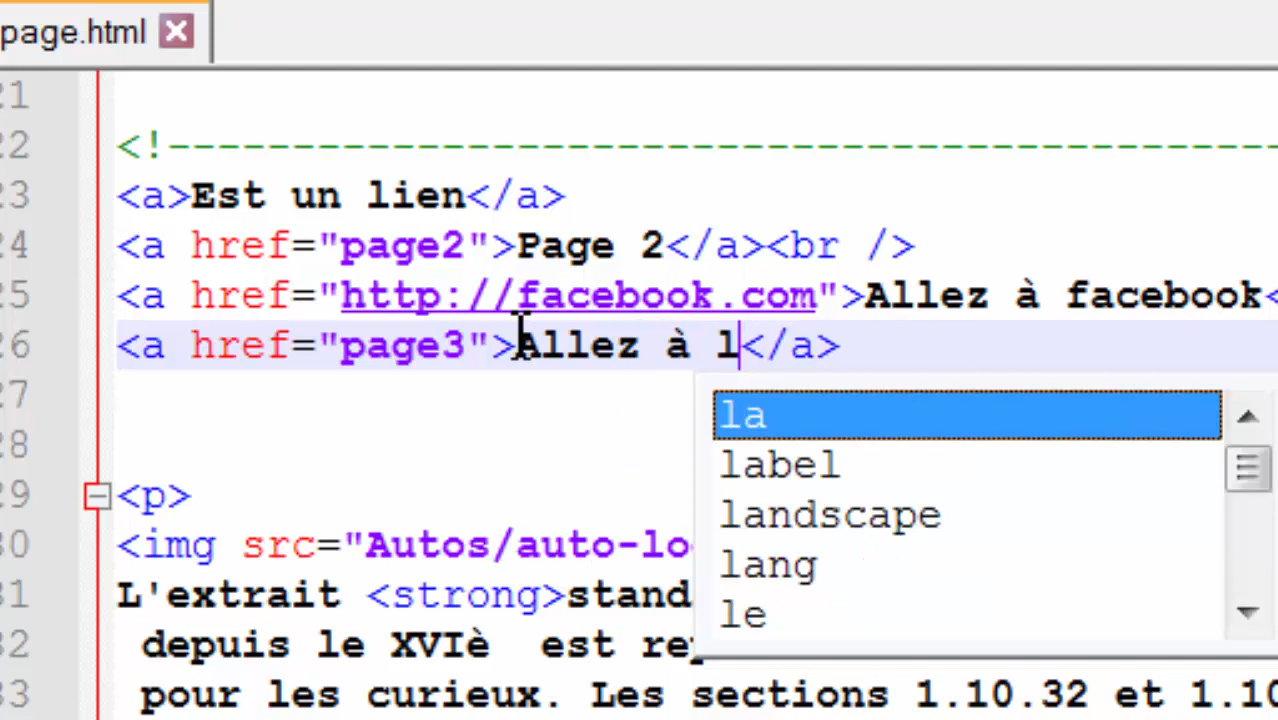 page.html
21
22 <!-----------------------------------------------
23 <a>Est un lien</a>
24 <a href="page2">Page 2</a><br />
25 <a href="http://facebook.com">Allez à facebook<
26 <a href="page3">Allez à l</a>
27
la
28
label
29 <p>
landscape
30 <img src="Autos/auto-lo
lang
31 L'extrait <strong>stand
le
32 depuis le XVIè est
33 pour les curieux. Les sections 1.10.32 et 1.10